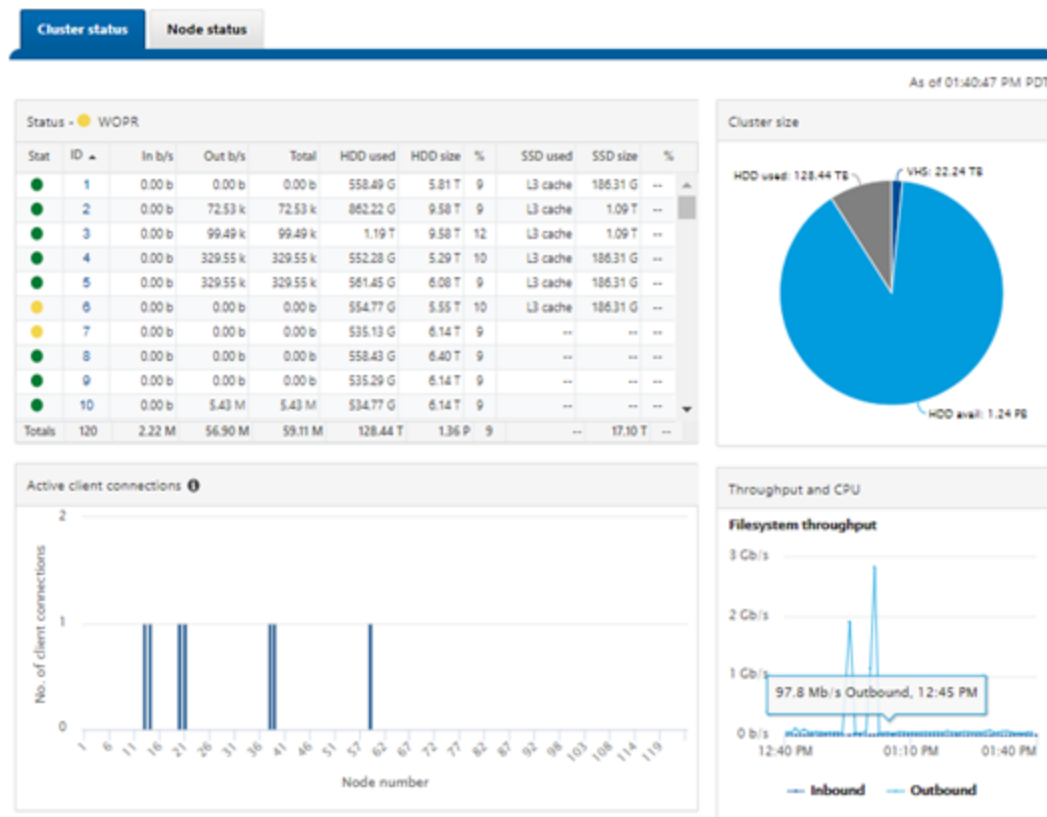 Cluster status Node status
As of 01:40:47 PM PDT
Status - WOPR
Stat ID In b/s Out b/s Total HDD used HDD size % SSD used SSD size %
1 0.00 b 0.00 b 0.00 b 558.49 G 5.81 T 9 L3 cache 186.31 G --
2 0.00 b 72.53 k 72.53 k 862.22 G 9.58 T 9 L3 cache 1.09 T --
3 0.00 b 99.49 k 99.49 k 1.19 T 9.58 T 12 L3 cache 1.09 T --
4 0.00 b 329.55 k 329.55 k 552.28 G 5.29 T 10 L3 cache 186.31 G --
5 0.00 b 329.55 k 329.55 k 561.45 G 6.08 T 9 L3 cache 186.31 G --
6 0.00 b 0.00 b 0.00 b 554.77 G 5.55 T 10 L3 cache 186.31 G --
7 0.00 b 0.00 b 0.00 b 535.13 G 6.14 T 9 -- -- --
8 0.00 b 0.00 b 0.00 b 558.43 G 6.40 T 9 -- -- --
9 0.00 b 0.00 b 0.00 b 535.29 G 6.14 T 9 -- -- --
10 0.00 b 5.43 M 5.43 M 534.77 G 6.14 T 9 -- -- --
Totals 120 2.22 M 56.90 M 59.11 M 128.44 T 1.36 P 9 -- 17.10 T --
Cluster size
HDD used: 128.44 TB
VHS: 22.24 TB
HDD avail: 1.24 PB
Active client connections
2
1
0
No. of client connections
1 6 11 16 21 26 31 36 41 46 51 57 62 67 72 77 82 87 92 98 103 108 114 119
Node number
Throughput and CPU
Filesystem throughput
3 Gb/s
2 Gb/s
1 Gb/s
97.8 Mb/s Outbound, 12:45 PM
0 b/s
12:40 PM 01:10 PM 01:40 PM
Inbound Outbound